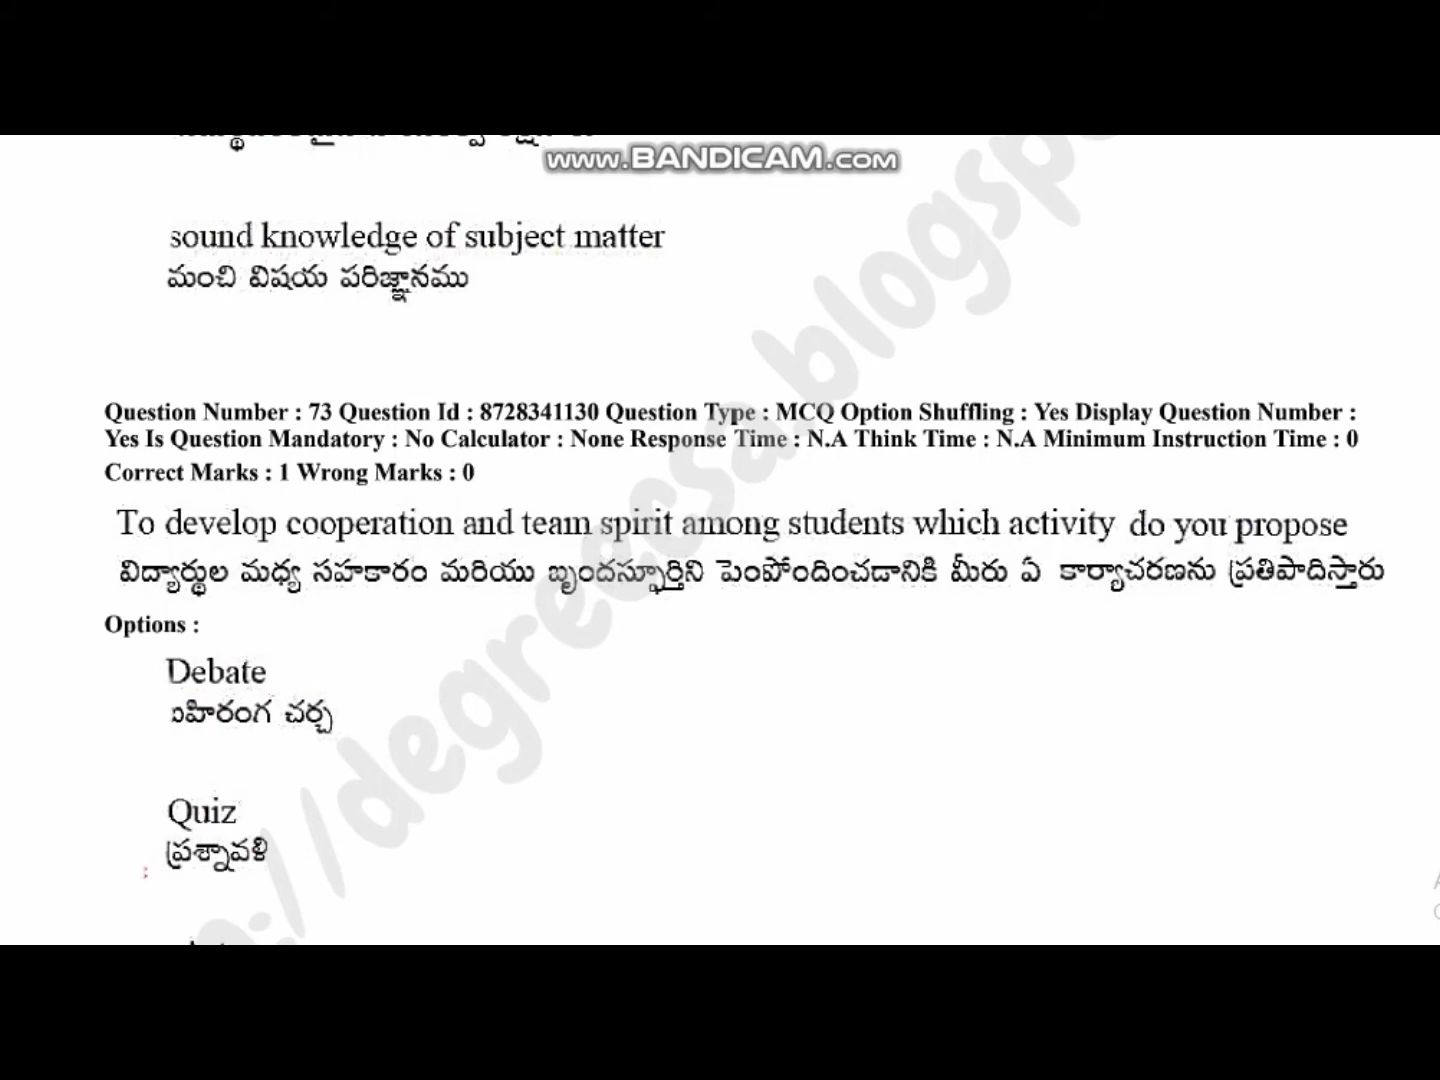 www.BANDICAM.com
sound knowledge of subject matter
మంచి విషయ పరిజ్ఞానము
Question Number : 73 Question Id : 8728341130 Question Type : MCQ Option Shuffling : Yes Display Question Number :
Yes Is Question Mandatory : No Calculator : None Response Time : N.A Think Time : N.A Minimum Instruction Time : 0
Correct Marks : 1 Wrong Marks : 0
To develop cooperation and team spirit among students which activity do you propose
విద్యార్థుల మధ్య సహకారం మరియు బృందస్ఫూర్తిని పెంపోందించడానికి మీరు ఏ కార్యాచరణను ప్రతిపాదిస్తారు
Options :
Debate
బహిరంగ చర్చ
Quiz
ప్రశ్నావళి
://degreecsa.blogsp